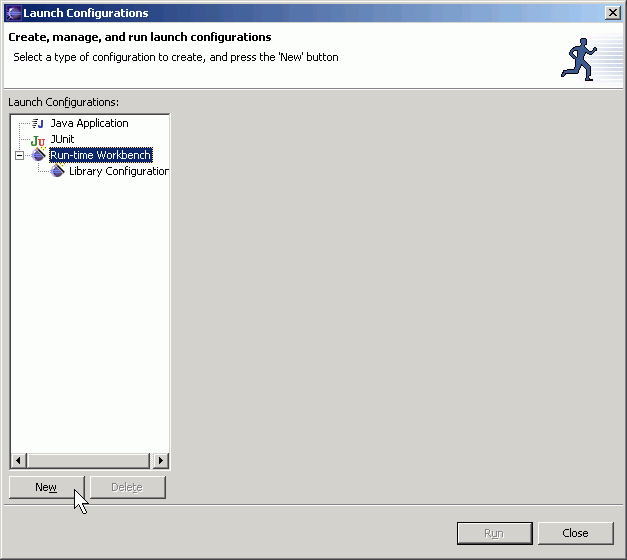 Launch Configurations
Create, manage, and run launch configurations
Select a type of configuration to create, and press the 'New' button
Launch Configurations:
Java Application
JUnit
Run-time Workbench
Library Configuration
New
Delete
Run
Close